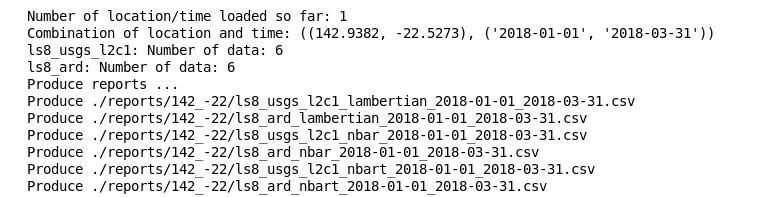 Number of location/time loaded so far: 1
Combination of location and time: ((142.9382, -22.5273), ('2018-01-01', '2018-03-31'))
ls8_usgs_l2c1: Number of data: 6
ls8_ard: Number of data: 6
Produce reports ...
Produce ./reports/142_-22/ls8_usgs_l2c1_lambertian_2018-01-01_2018-03-31.csv
Produce ./reports/142_-22/ls8_ard_lambertian_2018-01-01_2018-03-31.csv
Produce ./reports/142_-22/ls8_usgs_l2c1_nbar_2018-01-01_2018-03-31.csv
Produce ./reports/142_-22/ls8_ard_nbar_2018-01-01_2018-03-31.csv
Produce ./reports/142_-22/ls8_usgs_l2c1_nbart_2018-01-01_2018-03-31.csv
Produce ./reports/142_-22/ls8_ard_nbart_2018-01-01_2018-03-31.csv